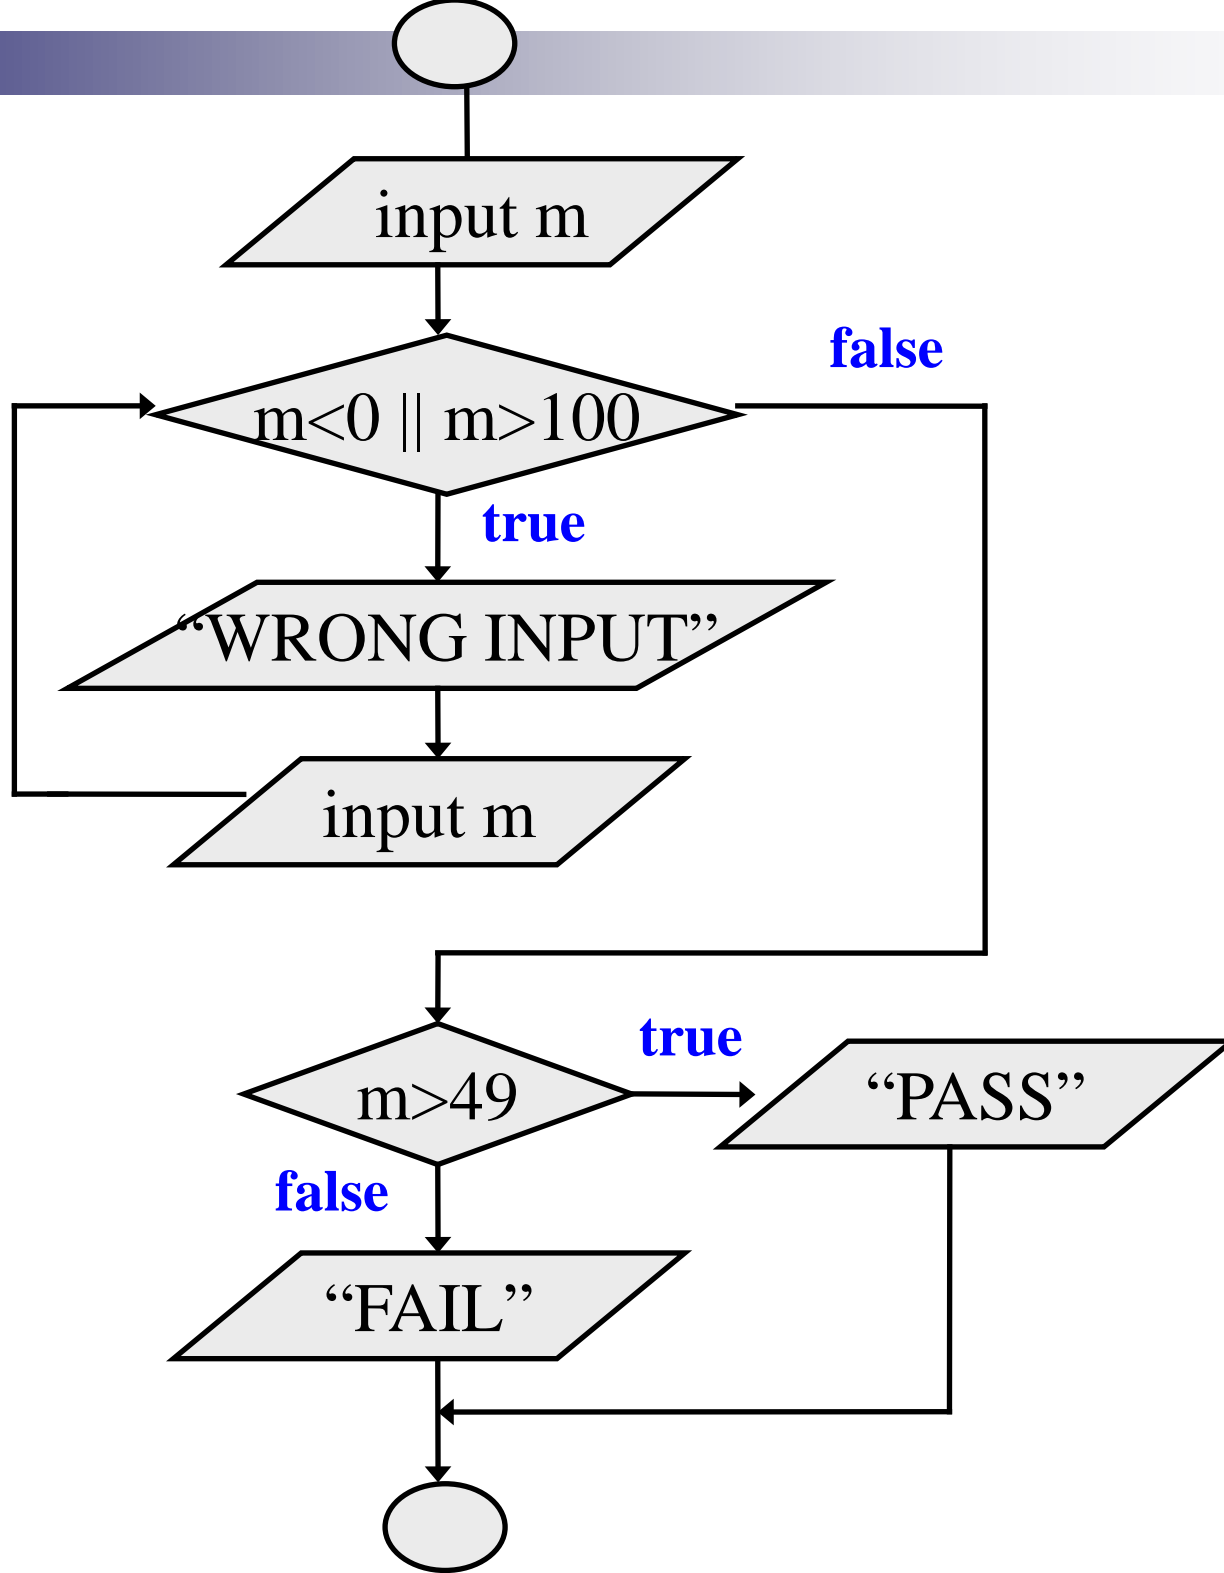 input m
false
m<0 || m>100
true
“WRONG INPUT”
input m
true
m>49
“PASS”
false
“FAIL”